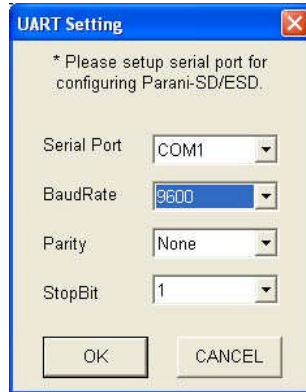 UART Setting
* Please setup serial port for
configuring Parani-SD/ESD.
Serial Port COM1
BaudRate 9600
Parity None
StopBit 1
OK CANCEL